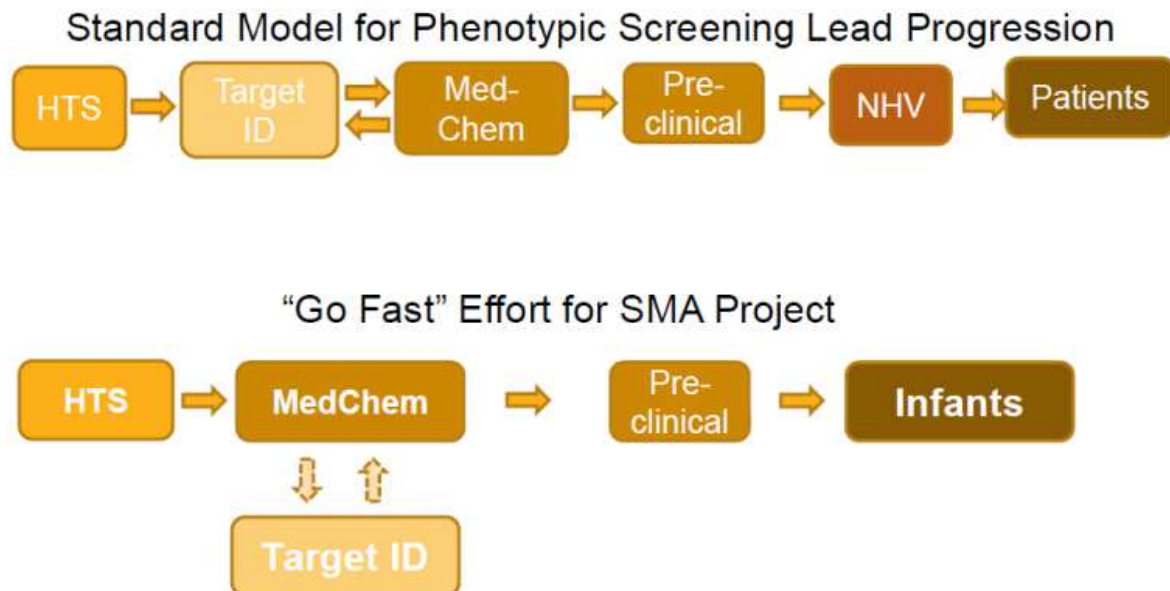 Standard Model for Phenotypic Screening Lead Progression
HTS
Target
ID
Med-
Chem
Pre-
clinical
NHV
Patients
“Go Fast” Effort for SMA Project
HTS
MedChem
Pre-
clinical
Infants
Target ID